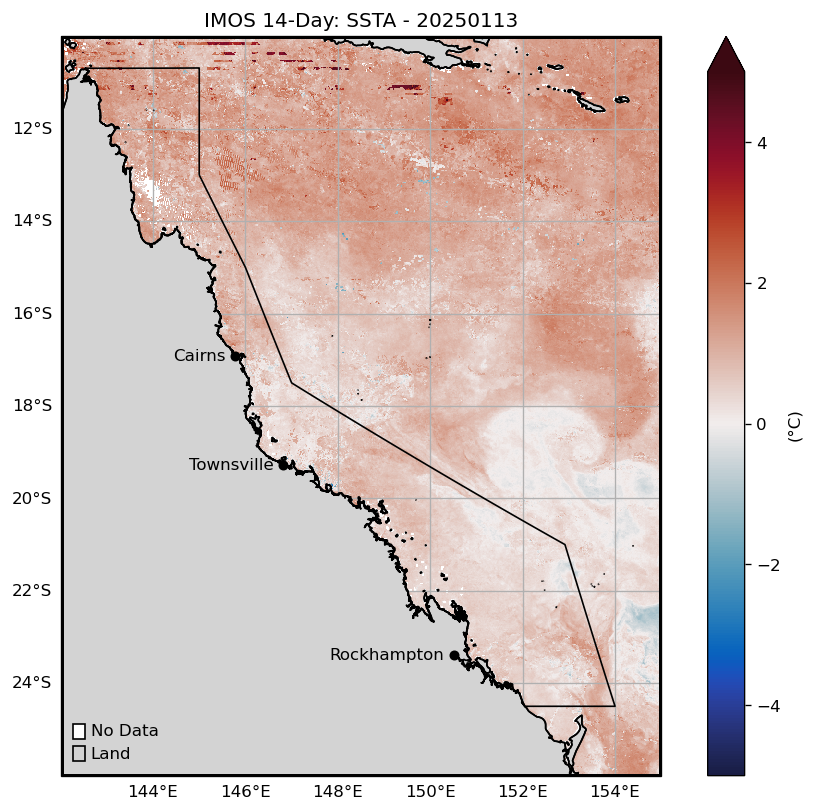 IMOS 14-Day: SSTA - 20250113
12°S
14°S
16°S
18°S
20°S
22°S
24°S
Cairns
Townsville
Rockhampton
No Data
Land
144°E 146°E 148°E 150°E 152°E 154°E
4
2
0
−2
−4
(°C)